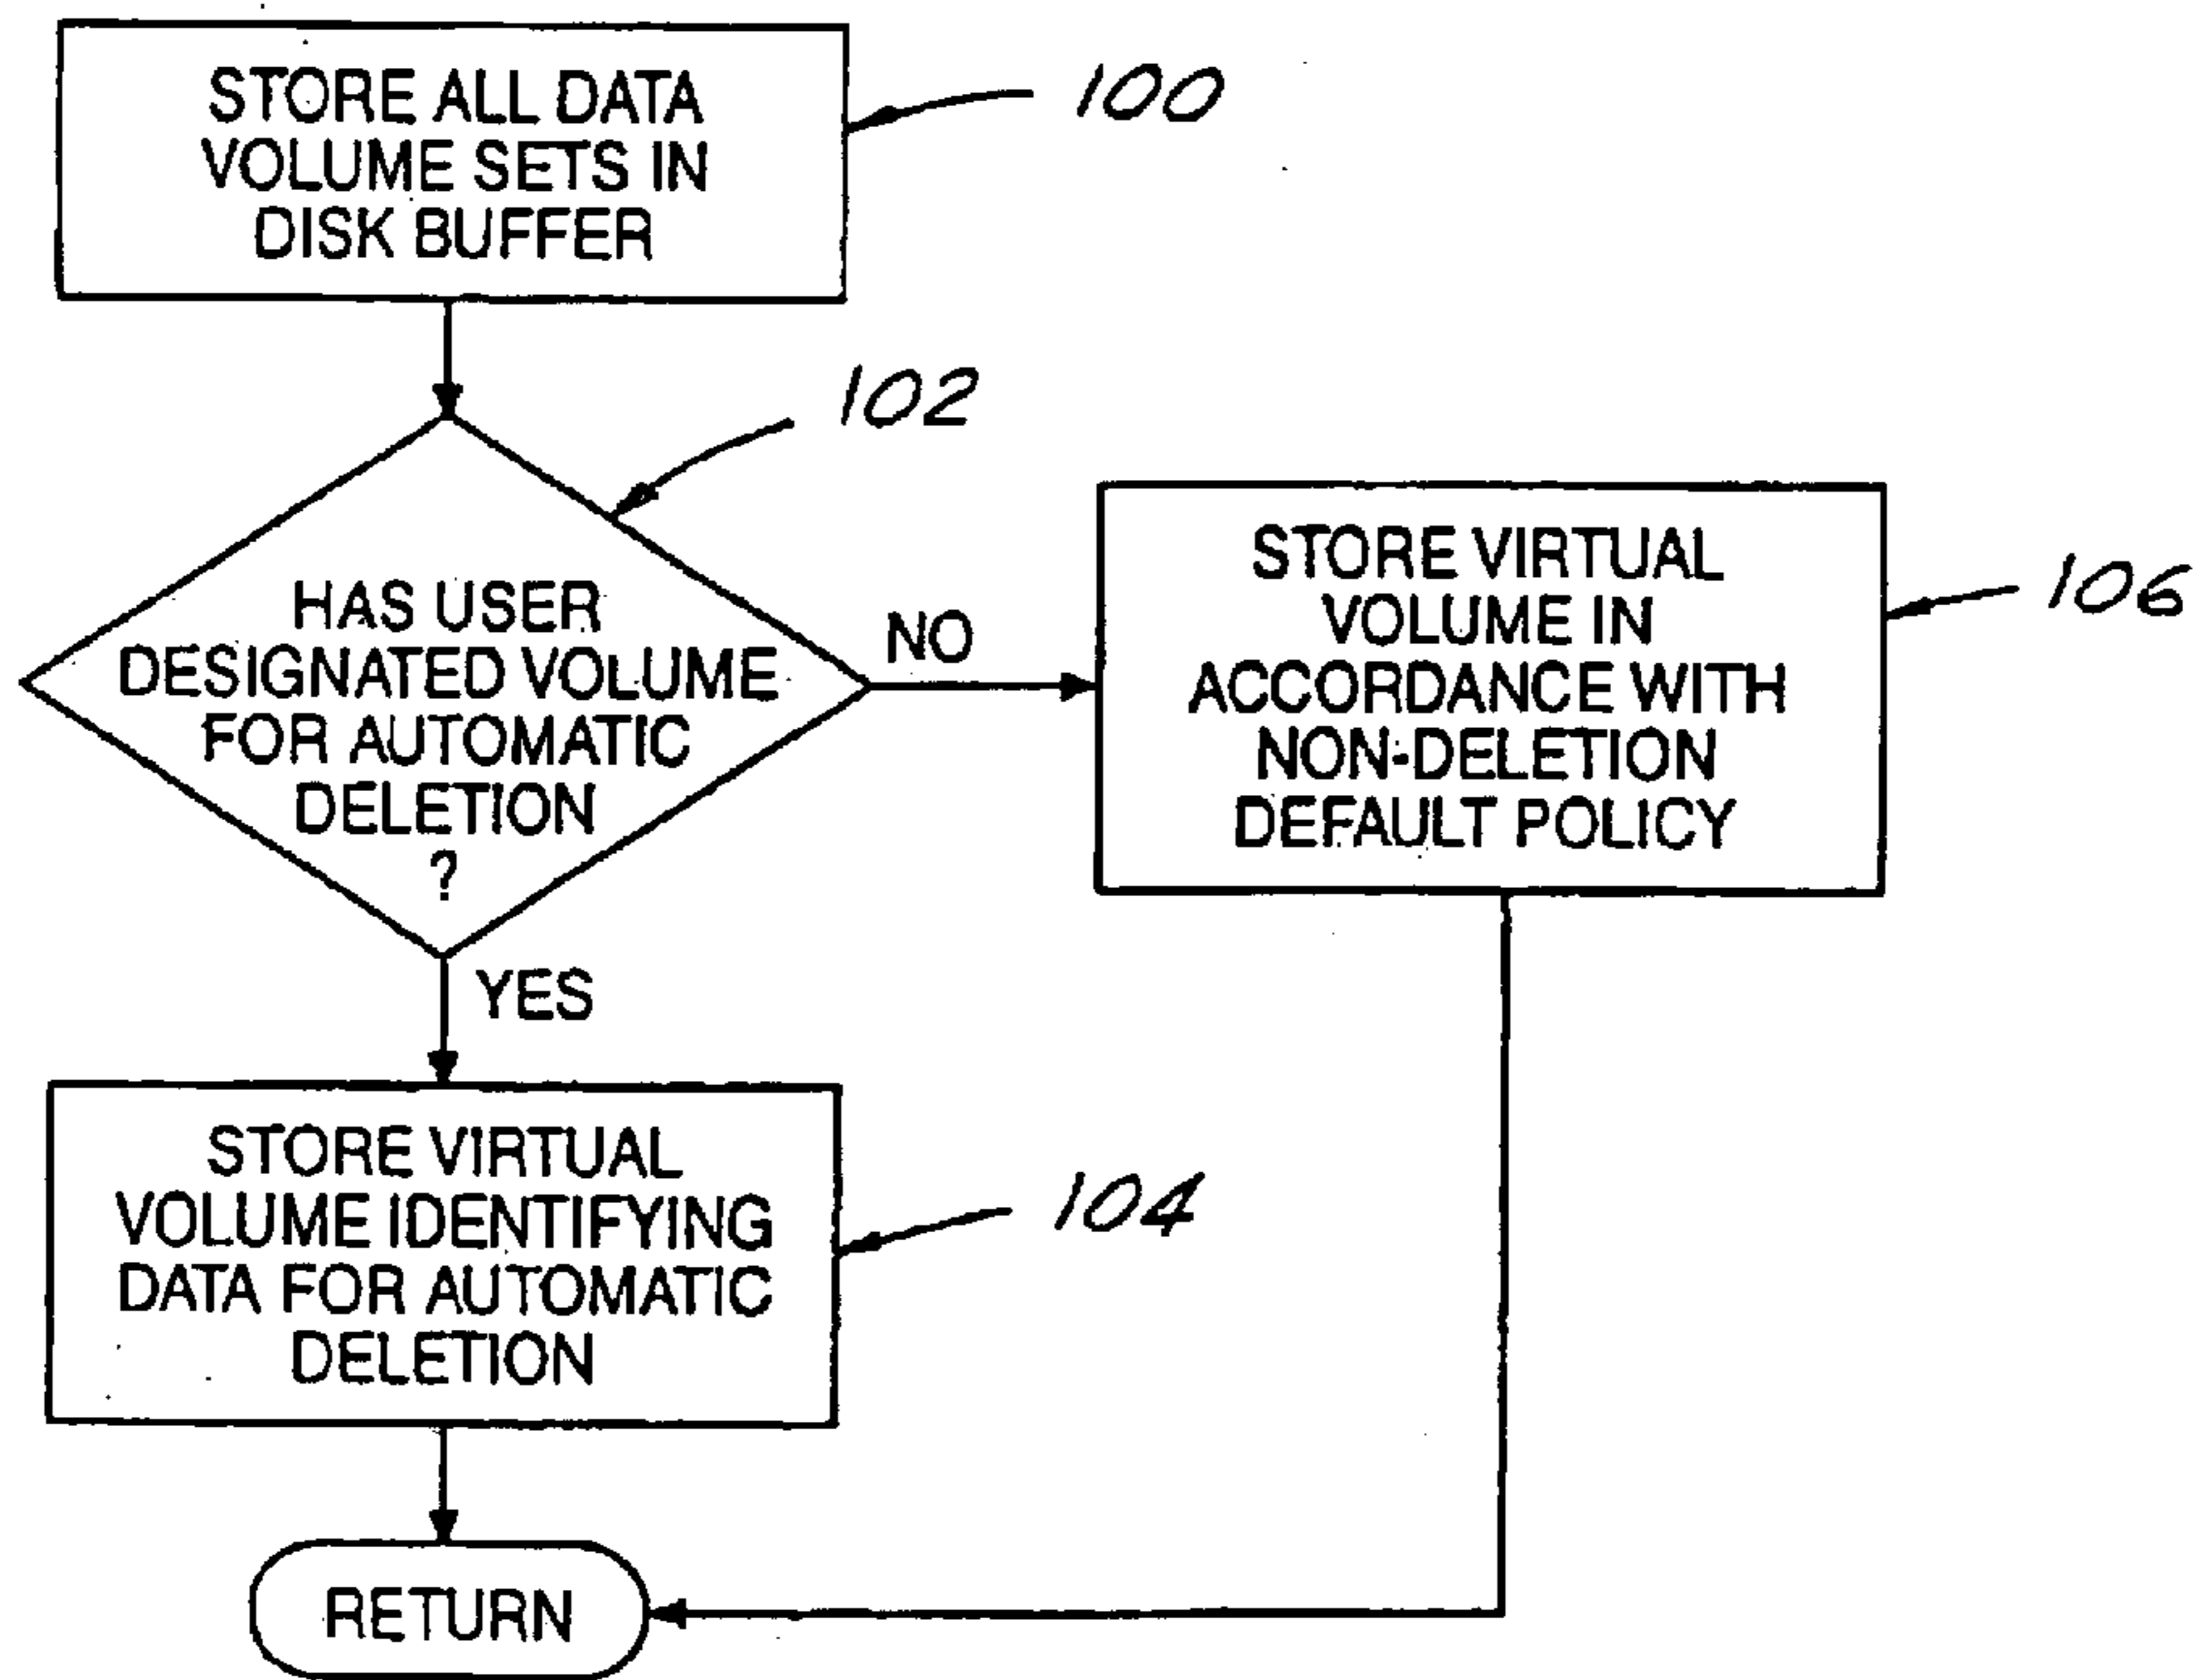 STORE ALL DATA
VOLUME SETS IN
DISK BUFFER
100
102
HAS USER
DESIGNATED VOLUME
FOR AUTOMATIC
DELETION
?
NO
STORE VIRTUAL
VOLUME IN
ACCORDANCE WITH
NON-DELETION
DEFAULT POLICY
106
YES
STORE VIRTUAL
VOLUME IDENTIFYING
DATA FOR AUTOMATIC
DELETION
104
RETURN